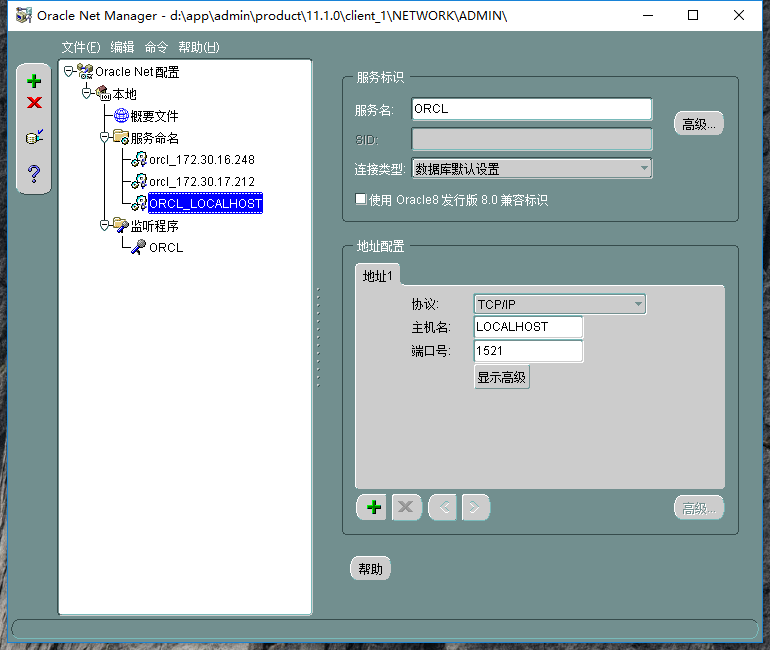 Oracle Net Manager - d:\app\admin\product\11.1.0\client_1\NETWORK\ADMIN\
文件(F) 编辑 命令 帮助(H)
Oracle Net 配置
本地
概要文件
服务命名
orcl_172.30.16.248
orcl_172.30.17.212
ORCL_LOCALHOST
监听程序
ORCL
服务标识
服务名: ORCL
高级...
SID:
连接类型: 数据库默认设置
使用 Oracle8 发行版 8.0 兼容标识
地址配置
地址1
协议: TCP/IP
主机名: LOCALHOST
端口号: 1521
显示高级
高级...
帮助